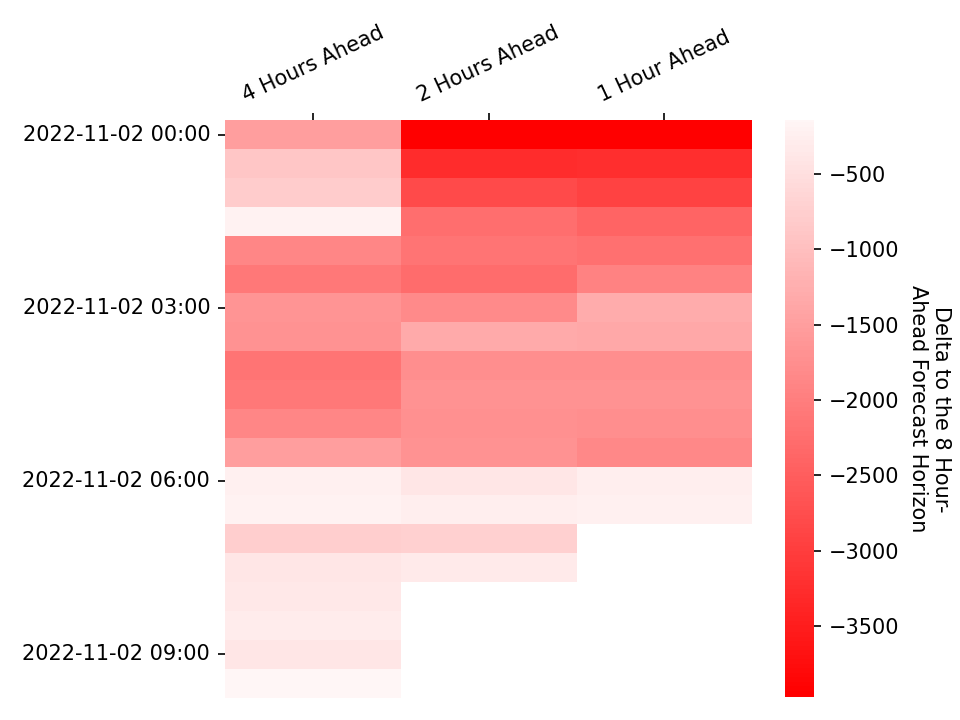 4 Hours Ahead
2 Hours Ahead
1 Hour Ahead
2022-11-02 00:00
2022-11-02 03:00
2022-11-02 06:00
2022-11-02 09:00
−500
−1000
−1500
−2000
−2500
−3000
−3500
Delta to the 8 Hour-
Ahead Forecast Horizon